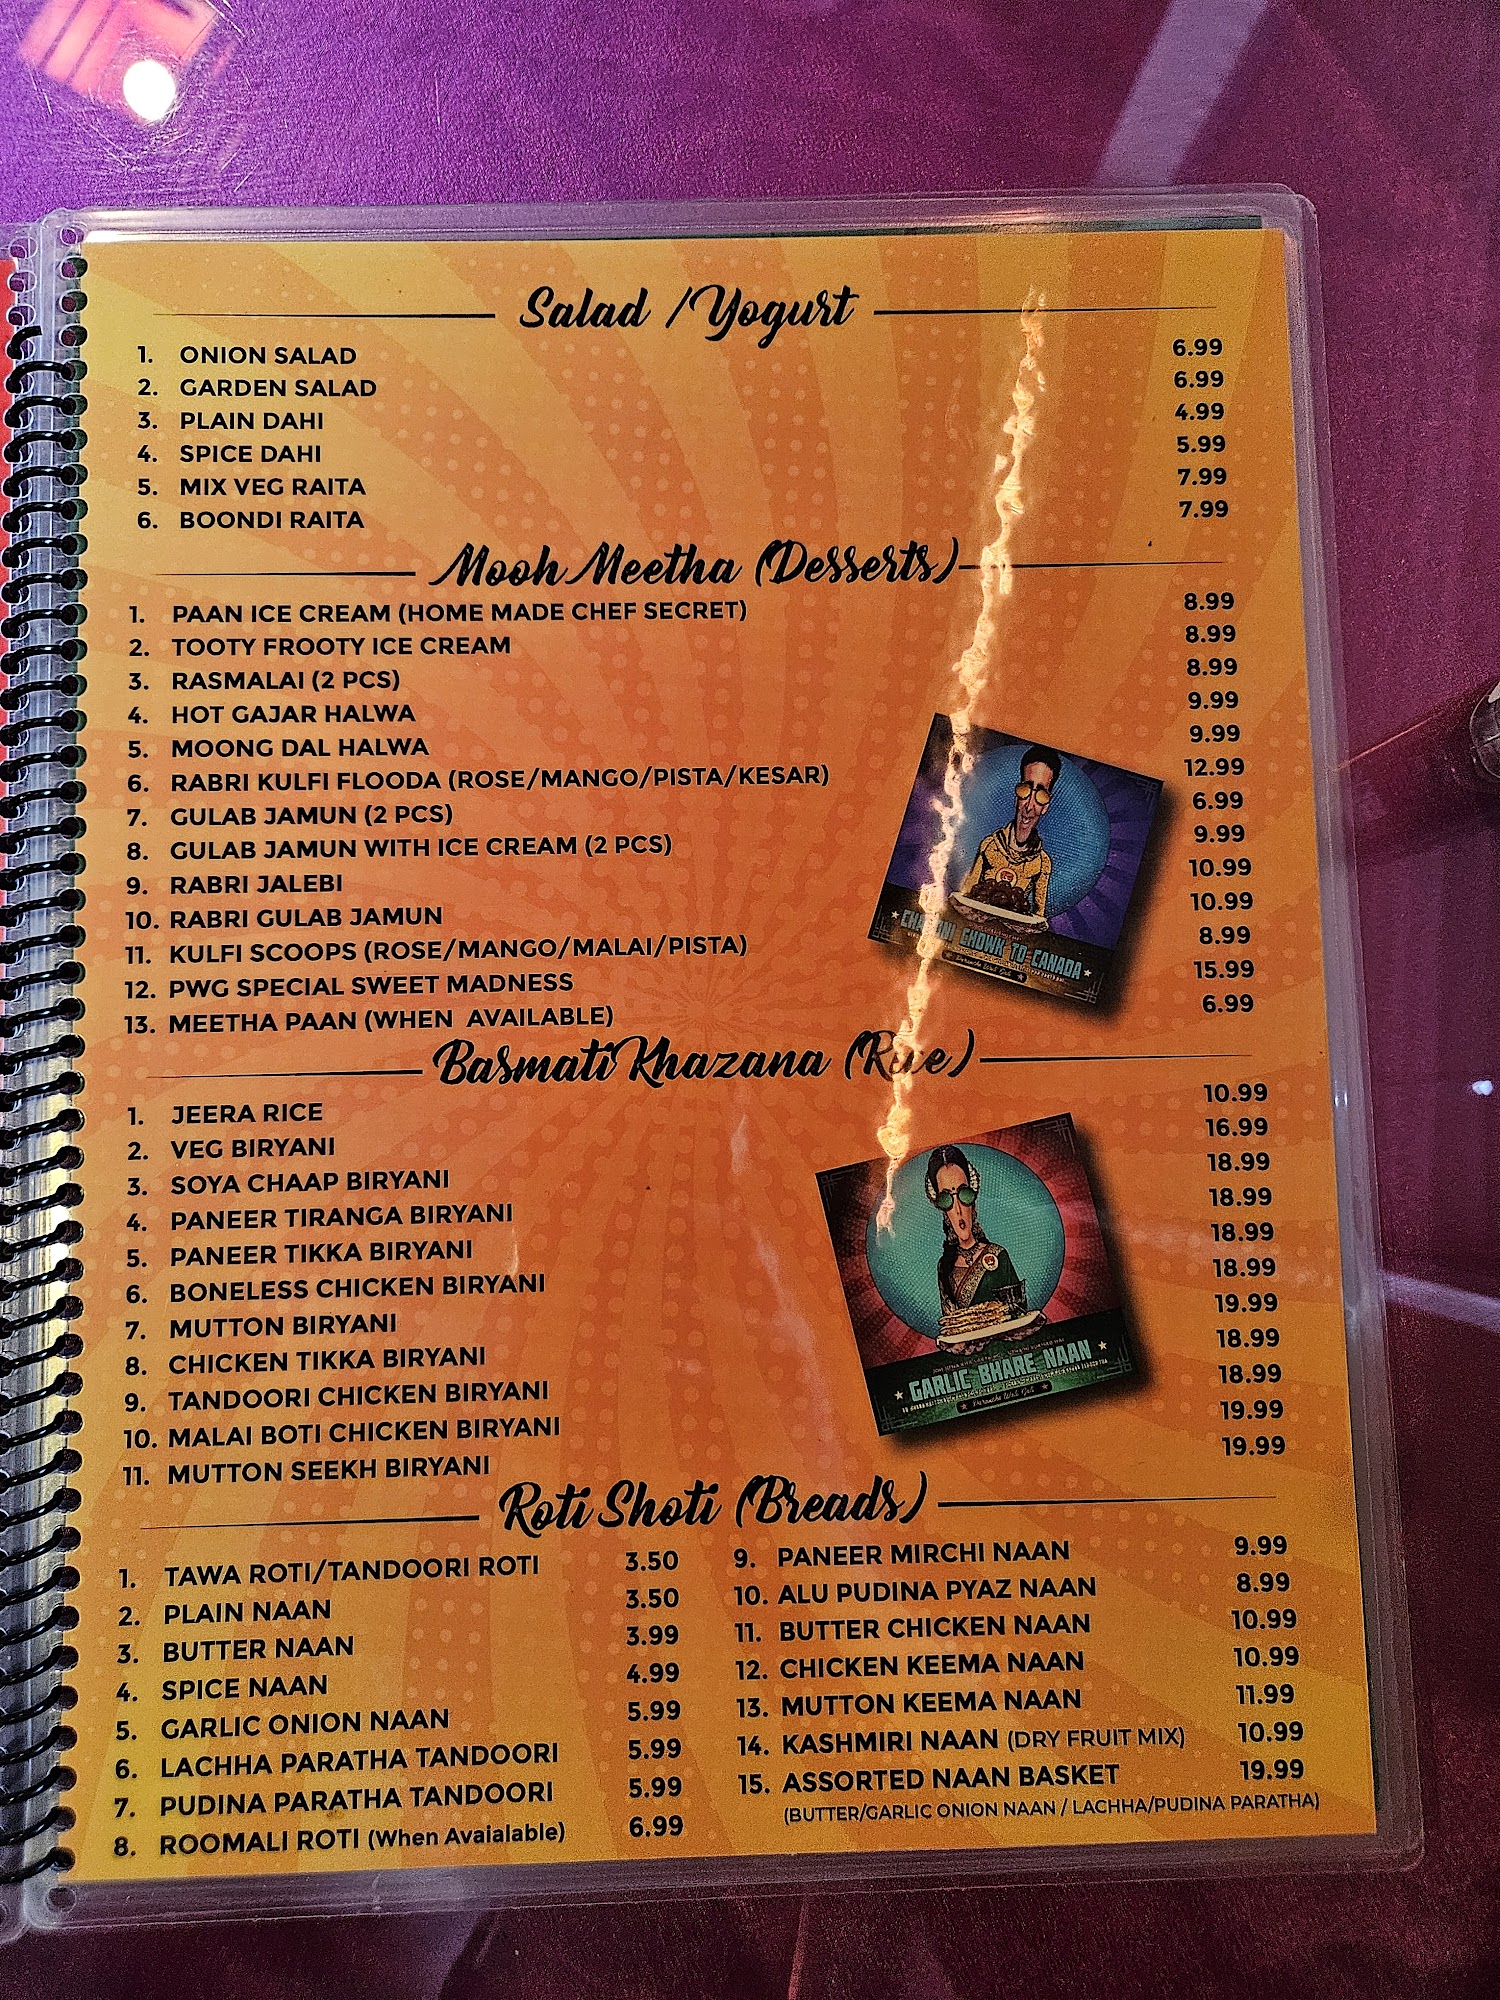 Salad / Yogurt
1. ONION SALAD 6.99
2. GARDEN SALAD 6.99
3. PLAIN DAHI 4.99
4. SPICE DAHI 5.99
5. MIX VEG RAITA 7.99
6. BOONDI RAITA 7.99
Mooh Meetha (Desserts)
1. PAAN ICE CREAM (HOME MADE CHEF SECRET) 8.99
2. TOOTY FROOTY ICE CREAM 8.99
3. RASMALAI (2 PCS) 8.99
4. HOT GAJAR HALWA 9.99
5. MOONG DAL HALWA 9.99
6. RABRI KULFI FLOODA (ROSE/MANGO/PISTA/KESAR) 12.99
7. GULAB JAMUN (2 PCS) 6.99
8. GULAB JAMUN WITH ICE CREAM (2 PCS) 9.99
9. RABRI JALEBI 10.99
10. RABRI GULAB JAMUN 10.99
11. KULFI SCOOPS (ROSE/MANGO/MALAI/PISTA) 8.99
12. PWG SPECIAL SWEET MADNESS 15.99
13. MEETHA PAAN (WHEN AVAILABLE) 6.99
CHOWK TO CANADA
Paranthe Wali Gali
Basmati Khazana (Rice)
1. JEERA RICE 10.99
2. VEG BIRYANI 16.99
3. SOYA CHAAP BIRYANI 18.99
4. PANEER TIRANGA BIRYANI 18.99
5. PANEER TIKKA BIRYANI 18.99
6. BONELESS CHICKEN BIRYANI 18.99
7. MUTTON BIRYANI 19.99
8. CHICKEN TIKKA BIRYANI 18.99
9. TANDOORI CHICKEN BIRYANI 18.99
10. MALAI BOTI CHICKEN BIRYANI 19.99
11. MUTTON SEEKH BIRYANI 19.99
GARLIC BHARE NAAN
Paranthe Wali Gali
Roti Shoti (Breads)
1. TAWA ROTI/TANDOORI ROTI 3.50
2. PLAIN NAAN 3.50
3. BUTTER NAAN 3.99
4. SPICE NAAN 4.99
5. GARLIC ONION NAAN 5.99
6. LACHHA PARATHA TANDOORI 5.99
7. PUDINA PARATHA TANDOORI 5.99
8. ROOMALI ROTI (When Avaialable) 6.99
9. PANEER MIRCHI NAAN 9.99
10. ALU PUDINA PYAZ NAAN 8.99
11. BUTTER CHICKEN NAAN 10.99
12. CHICKEN KEEMA NAAN 10.99
13. MUTTON KEEMA NAAN 11.99
14. KASHMIRI NAAN (DRY FRUIT MIX) 10.99
15. ASSORTED NAAN BASKET 19.99
(BUTTER/GARLIC ONION NAAN / LACHHA/PUDINA PARATHA)